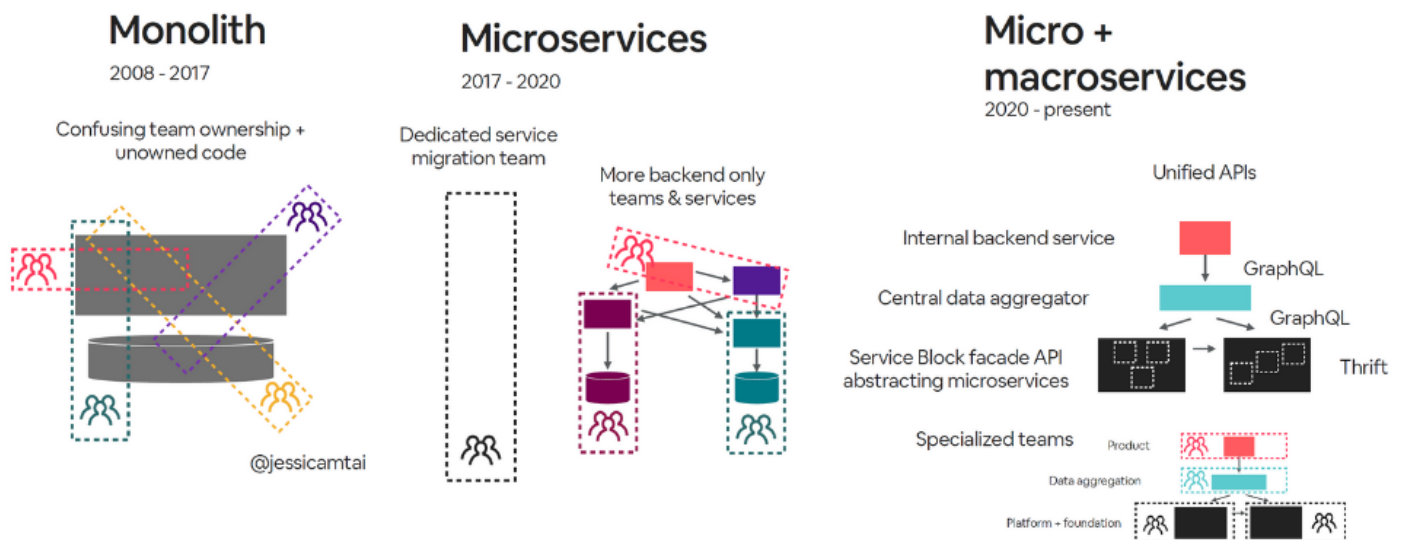 Monolith
2008 - 2017
Confusing team ownership +
unowned code
@jessicamtai
Microservices
2017 - 2020
Dedicated service
migration team
More backend only
teams & services
Micro +
macroservices
2020 - present
Unified APIs
Internal backend service
GraphQL
Central data aggregator
GraphQL
Service Block facade API
abstracting microservices
Thrift
Specialized teams
Product
Data aggregation
Platform + foundation